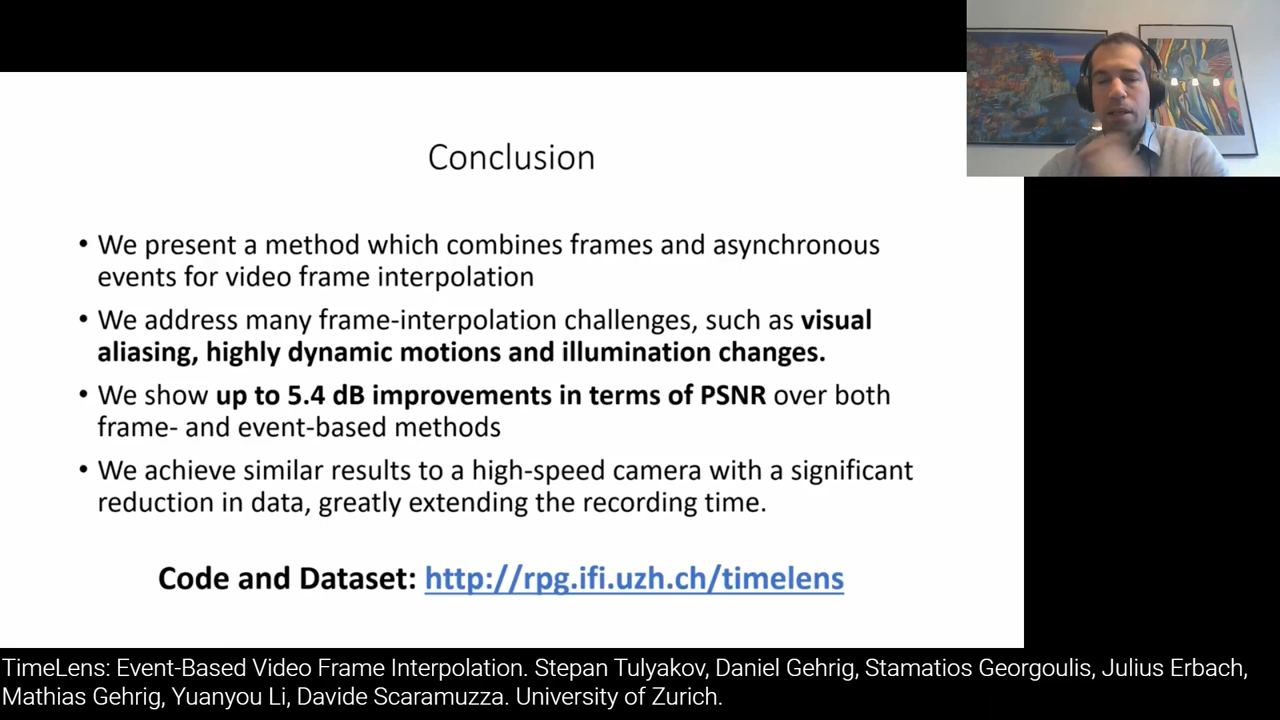 Conclusion
• We present a method which combines frames and asynchronous
events for video frame interpolation
• We address many frame-interpolation challenges, such as visual
aliasing, highly dynamic motions and illumination changes.
• We show up to 5.4 dB improvements in terms of PSNR over both
frame- and event-based methods
• We achieve similar results to a high-speed camera with a significant
reduction in data, greatly extending the recording time.
Code and Dataset: http://rpg.ifi.uzh.ch/timelens
TimeLens: Event-Based Video Frame Interpolation. Stepan Tulyakov, Daniel Gehrig, Stamatios Georgoulis, Julius Erbach,
Mathias Gehrig, Yuanyou Li, Davide Scaramuzza. University of Zurich.